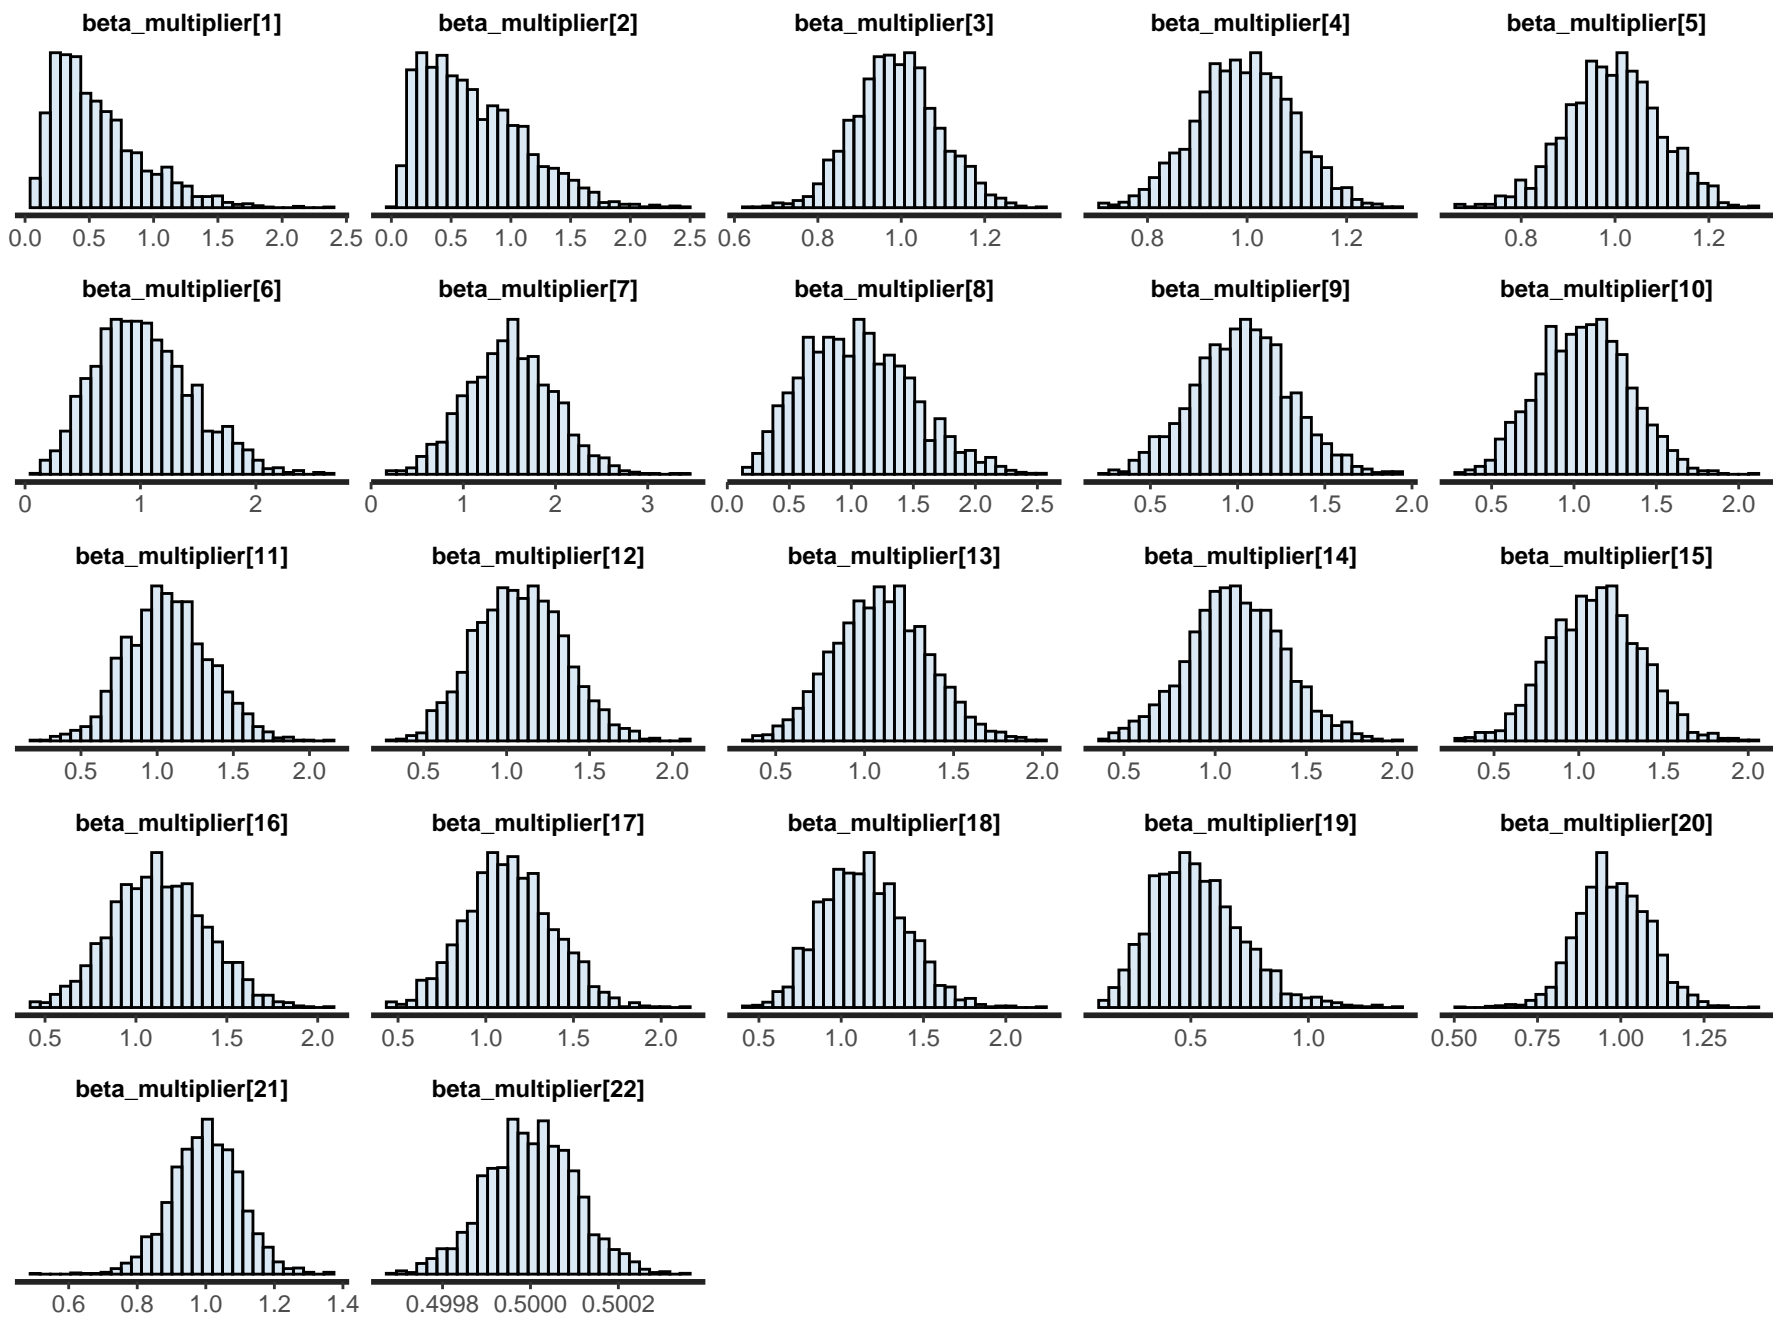 beta_multiplier[1] beta_multiplier[2] beta_multiplier[3] beta_multiplier[4] beta_multiplier[5]
0.0 0.5 1.0 1.5 2.0 2.5 0.0 0.5 1.0 1.5 2.0 2.5 0.6 0.8 1.0 1.2 0.8 1.0 1.2 0.8 1.0 1.2
beta_multiplier[6] beta_multiplier[7] beta_multiplier[8] beta_multiplier[9] beta_multiplier[10]
0 1 2 0 1 2 3 0.0 0.5 1.0 1.5 2.0 2.5 0.5 1.0 1.5 2.0 0.5 1.0 1.5 2.0
beta_multiplier[11] beta_multiplier[12] beta_multiplier[13] beta_multiplier[14] beta_multiplier[15]
0.5 1.0 1.5 2.0 0.5 1.0 1.5 2.0 0.5 1.0 1.5 2.0 0.5 1.0 1.5 2.0 0.5 1.0 1.5 2.0
beta_multiplier[16] beta_multiplier[17] beta_multiplier[18] beta_multiplier[19] beta_multiplier[20]
0.5 1.0 1.5 2.0 0.5 1.0 1.5 2.0 0.5 1.0 1.5 2.0 0.5 1.0 0.50 0.75 1.00 1.25
beta_multiplier[21] beta_multiplier[22]
0.6 0.8 1.0 1.2 1.4 0.4998 0.5000 0.5002